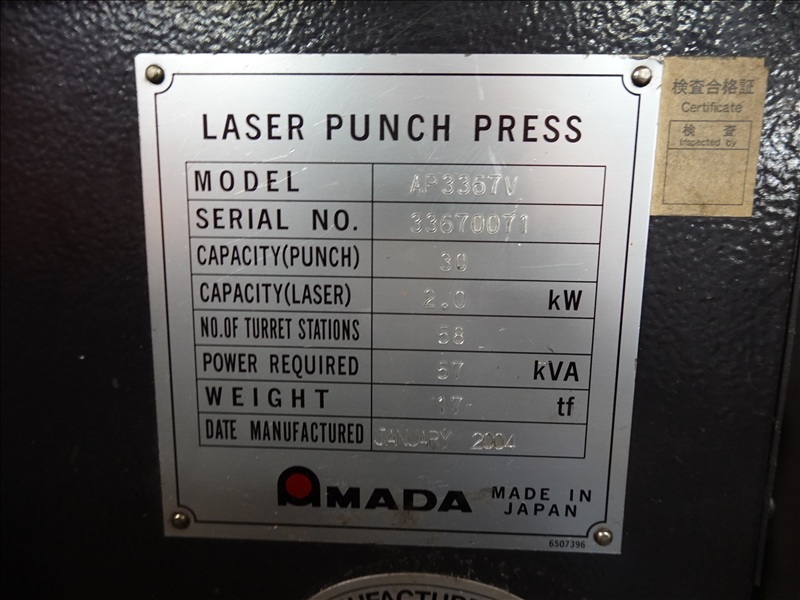 LASER PUNCH PRESS
MODEL AP3367V
SERIAL NO. 33670071
CAPACITY(PUNCH) 30
CAPACITY(LASER) 2.0 kW
NO.OF TURRET STATIONS 58
POWER REQUIRED 57 kVA
WEIGHT 17 tf
DATE MANUFACTURED JANUARY 2004
AMADA MADE IN
JAPAN
6507396
検査合格証
Certificate
検 査
Inspected by